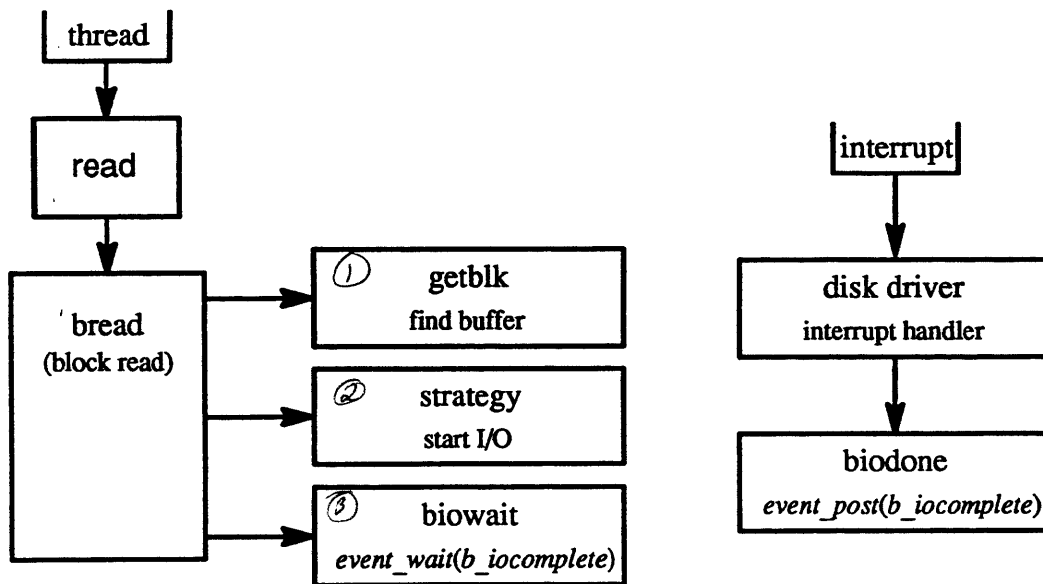 thread
read
bread
(block read)
①
getblk
find buffer
②
strategy
start I/O
③
biowait
event_wait(b_iocomplete)
interrupt
disk driver
interrupt handler
biodone
event_post(b_iocomplete)